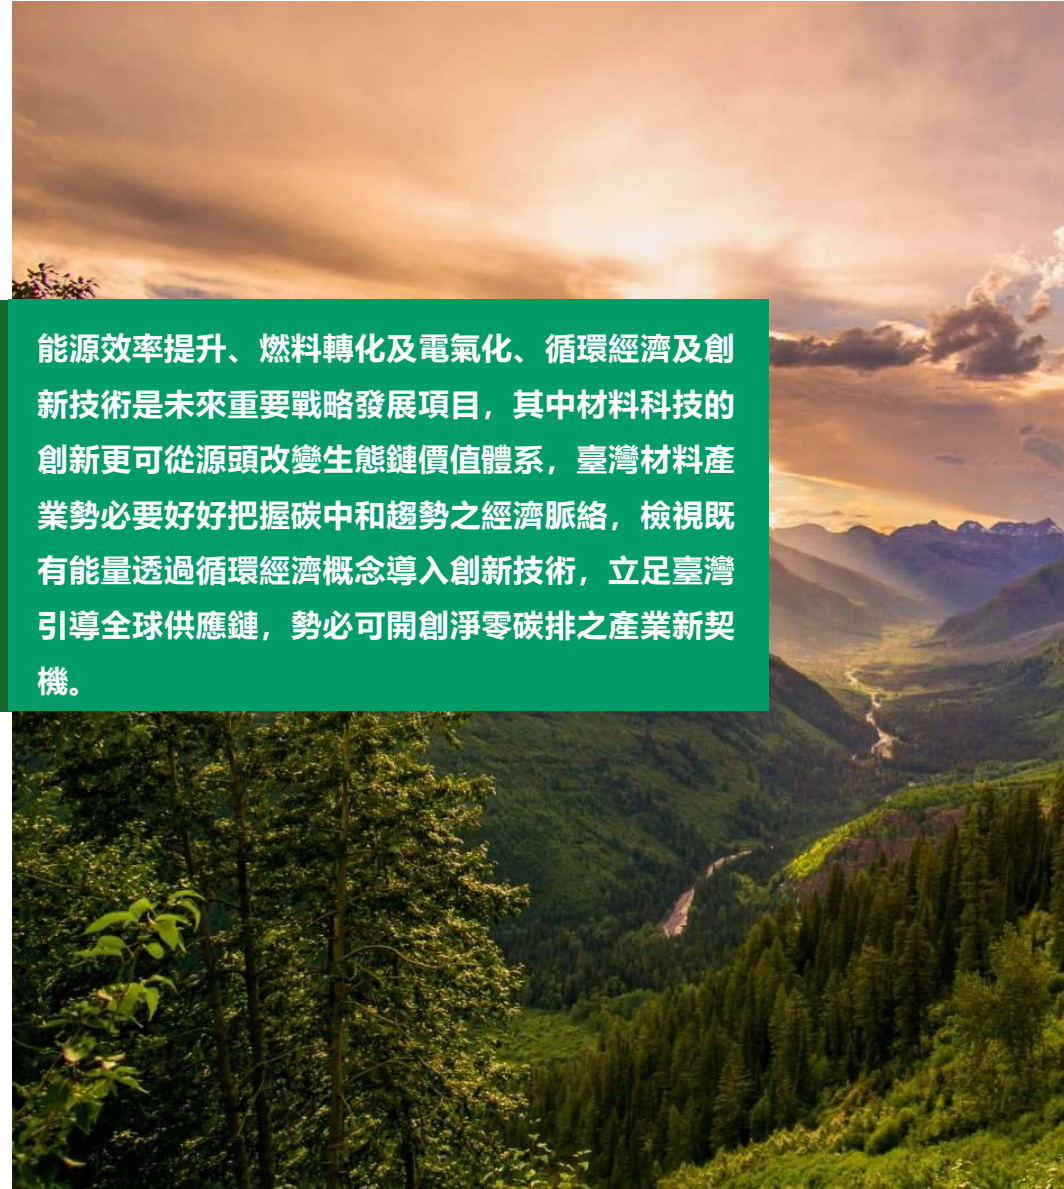 能源效率提升、燃料轉化及電氣化、循環經濟及創
新技術是未來重要戰略發展項目，其中材料科技的
創新更可從源頭改變生態鏈價值體系，臺灣材料產
業勢必要好好把握碳中和趨勢之經濟脈絡，檢視既
有能量透過循環經濟概念導入創新技術，立足臺灣
引導全球供應鏈，勢必可開創淨零碳排之產業新契
機。